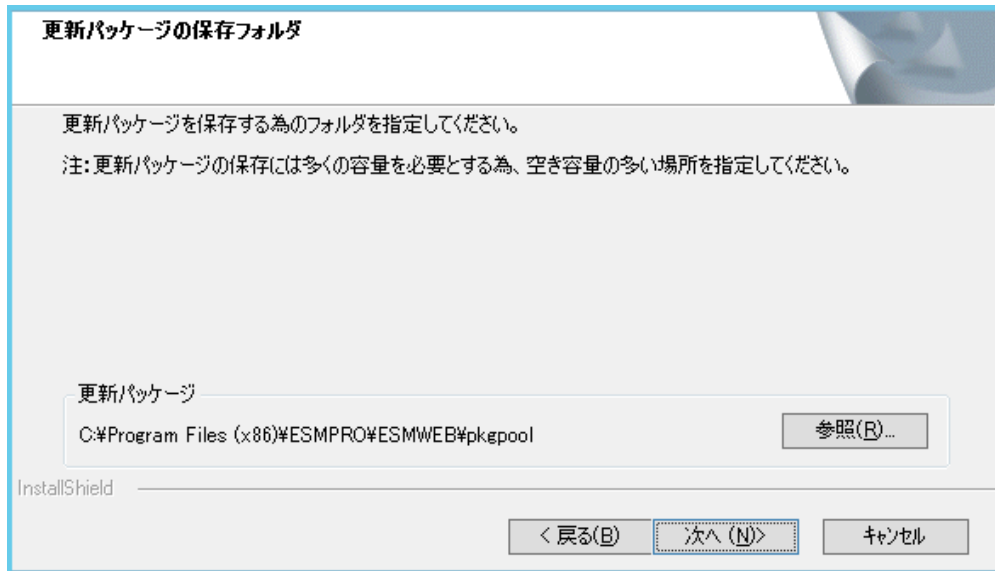 更新パッケージの保存フォルダ
更新パッケージを保存する為のフォルダを指定してください。
注:更新パッケージの保存には多くの容量を必要とする為、空き容量の多い場所を指定してください。
更新パッケージ
C:¥Program Files (x86)¥ESMPRO¥ESMWEB¥pkgpool
参照(R)...
InstallShield
< 戻る(B)
次へ (N)>
キャンセル